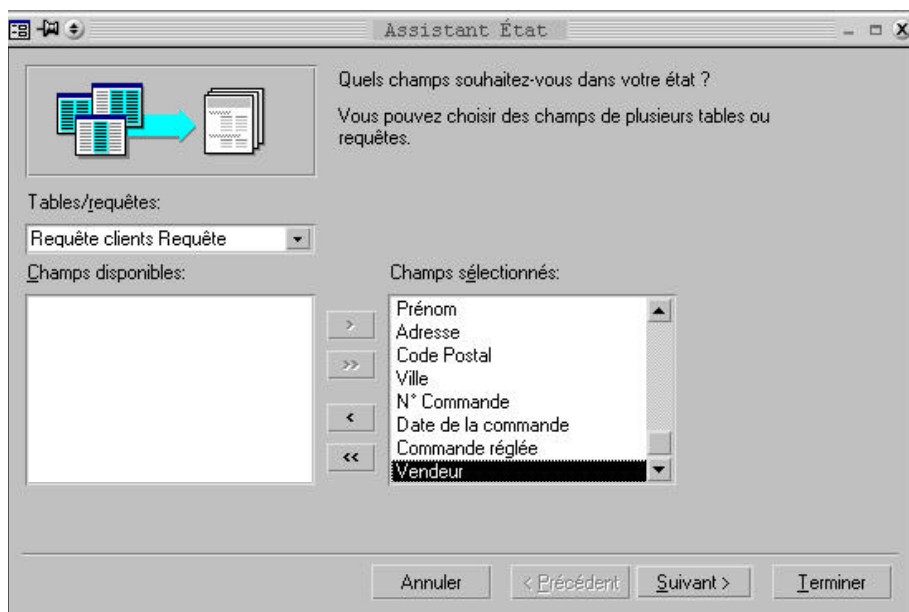 Assistant État
Quels champs souhaitez-vous dans votre état ?
Vous pouvez choisir des champs de plusieurs tables ou
requêtes.
Tables/requêtes:
Requête clients Requête
Champs disponibles:
Champs sélectionnés:
Prénom
Adresse
Code Postal
Ville
N° Commande
Date de la commande
Commande réglée
Vendeur
>
>>
<
<<
Annuler
< Précédent
Suivant >
Terminer